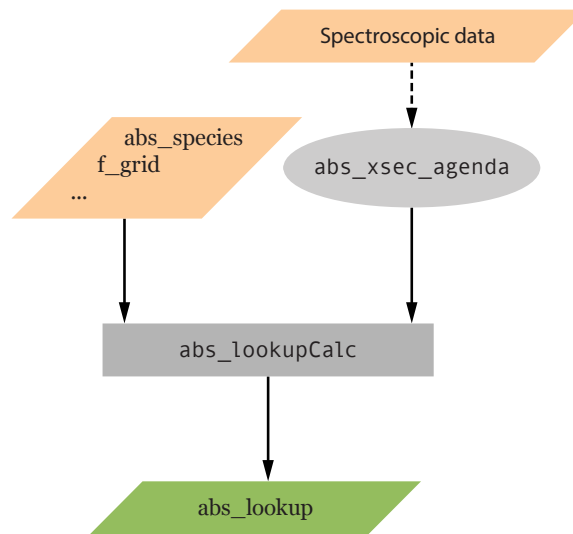 Spectroscopic data
abs_species
f_grid
...
abs_xsec_agenda
abs_lookupCalc
abs_lookup